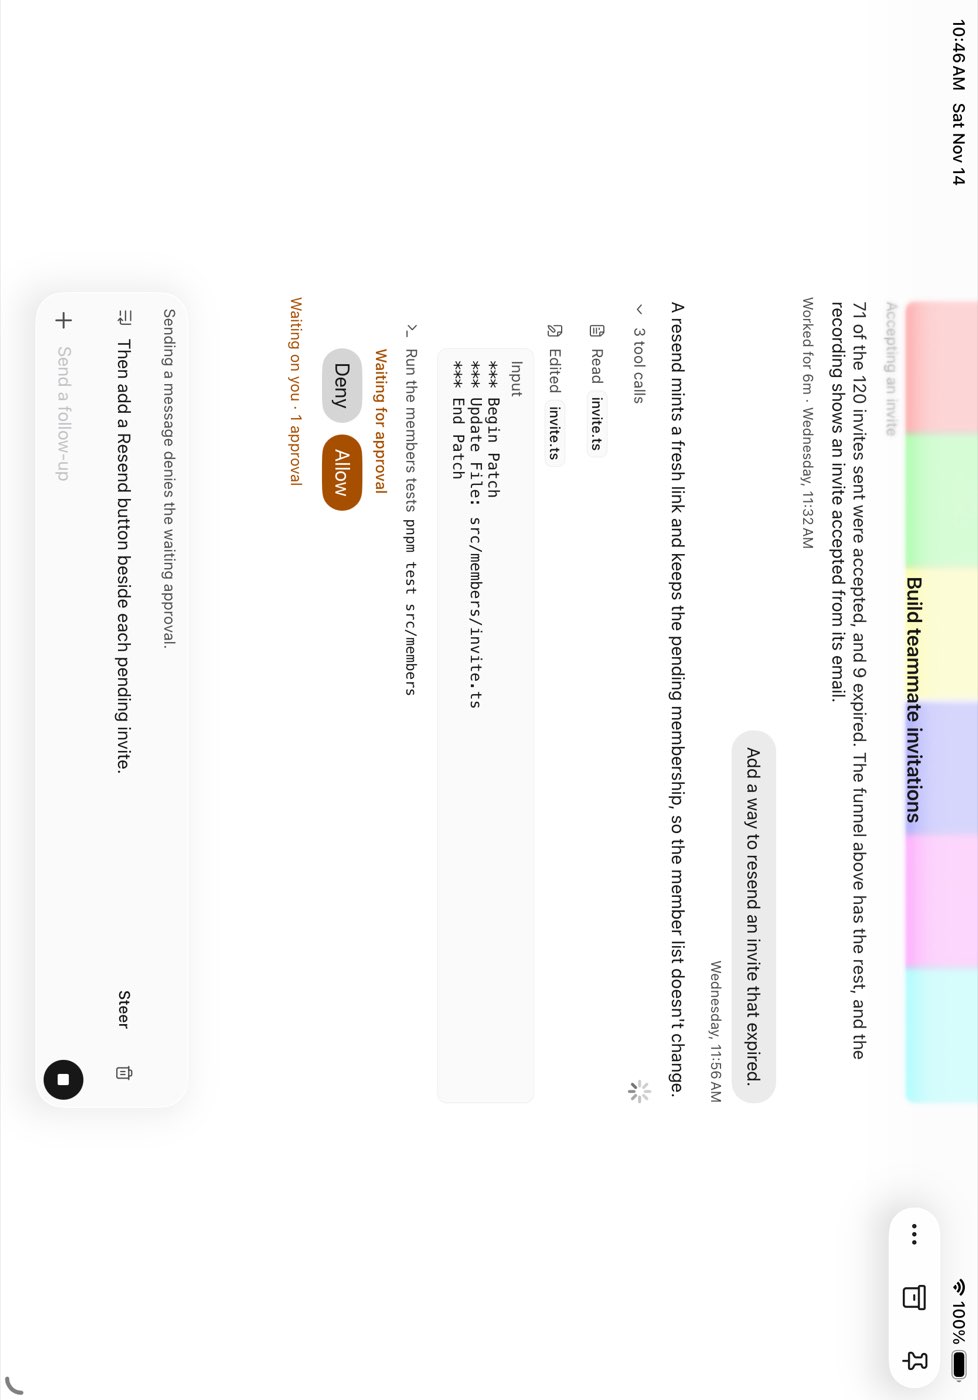 10:46 AM Sat Nov 14
100%
Build teammate invitations
Accepting an invite
71 of the 120 invites sent were accepted, and 9 expired. The funnel above has the rest, and the
recording shows an invite accepted from its email.
Worked for 6m · Wednesday, 11:32 AM
Add a way to resend an invite that expired.
Wednesday, 11:56 AM
A resend mints a fresh link and keeps the pending membership, so the member list doesn't change.
3 tool calls
Read invite.ts
Edited invite.ts
Input
*** Begin Patch
*** Update File: src/members/invite.ts
*** End Patch
Run the members tests pnpm test src/members
Waiting for approval
Deny Allow
Waiting on you · 1 approval
Sending a message denies the waiting approval.
Then add a Resend button beside each pending invite. Steer
Send a follow-up